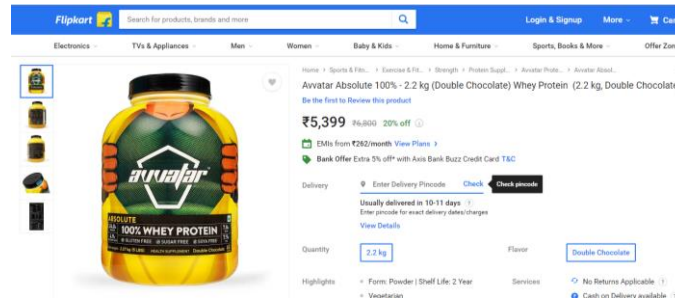 Flipkart
Search for products, brands and more
Login & Signup More
Electronics TVs & Appliances Men Women Baby & Kids Home & Furniture Sports, Books & More Offer Zon
Home > Sports & Fitn... > Exercise & Fit... > Strength > Protein Suppl... > Avvatar Prote... > Avvatar Absol...
Avvatar Absolute 100% - 2.2 kg (Double Chocolate) Whey Protein (2.2 kg, Double Chocolate
Be the first to Review this product
₹5,399 20% off
EMIs from ₹262/month View Plans >
Bank Offer Extra 5% off* with Axis Bank Buzz Credit Card T&C
Delivery Enter Delivery Pincode Check Check pincode
Usually delivered in 10-11 days ?
Enter pincode for exact delivery dates/charges
View Details
Quantity 2.2 kg Flavor Double Chocolate
Highlights Form: Powder | Shelf Life: 2 Year Services No Returns Applicable ?
Vegetarian Cash on Delivery available ?
avvatar
ABSOLUTE
100% WHEY PROTEIN
GLUTEN FREE SUGAR FREE SOYA FREE